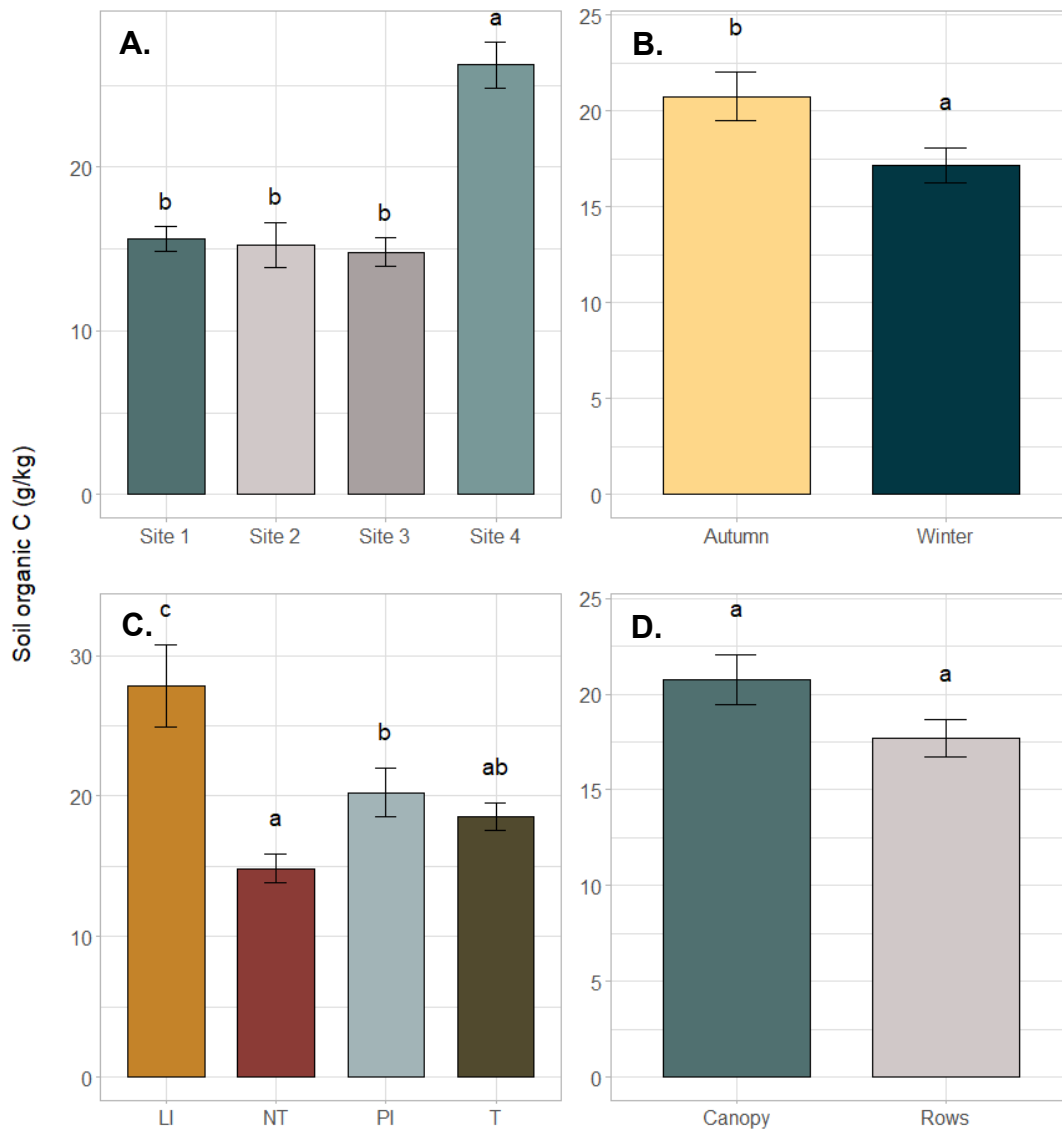 Soil organic C (g/kg)
A.
a
b
b
b
20
10
0
Site 1 Site 2 Site 3 Site 4
B.
b
a
25
20
15
10
5
0
Autumn Winter
C.
c
a
b
ab
30
20
10
0
LI NT PI T
D.
a
a
25
20
15
10
5
0
Canopy Rows